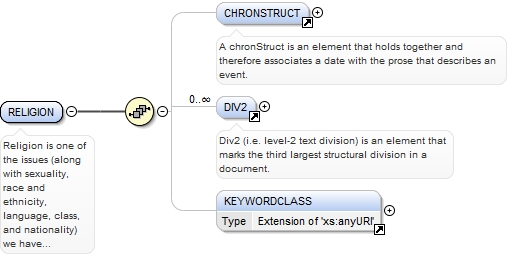 CHRONSTRUCT
A chronStruct is an element that holds together and
therefore associates a date with the prose that describes an
event.
0..∞
DIV2
Div2 (i.e. level-2 text division) is an element that
marks the third largest structural division in a
document.
RELIGION
Religion is one of
the issues (along
with sexuality,
race and
ethnicity,
language, class,
and nationality)
we have...
KEYWORDCLASS
Type Extension of 'xs:anyURI'